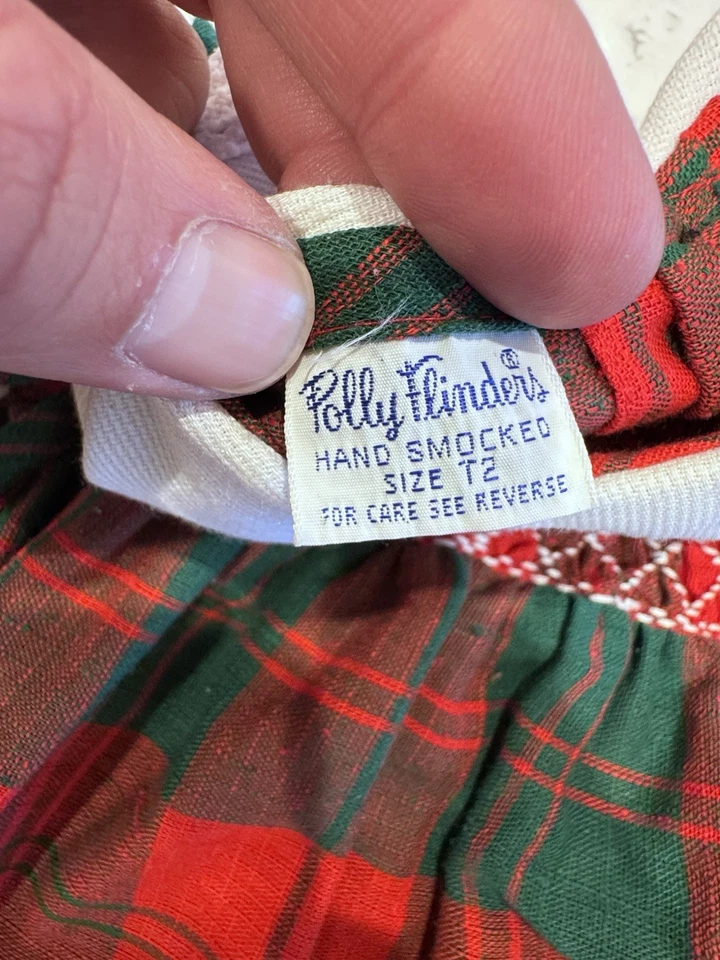 Polly Flinders®
HAND SMOCKED
SIZE T2
FOR CARE SEE REVERSE